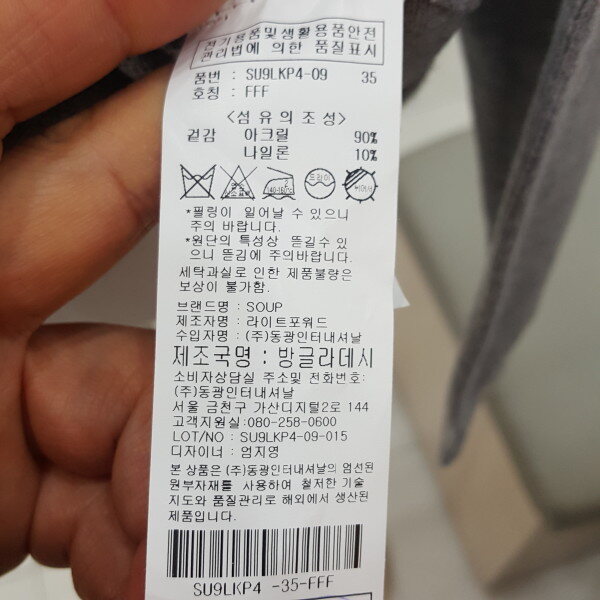 전기용품및생활용품안전
관리법에 의한 품질표시
품번 : SU9LKP4-09 35
호칭 : FFF
<섬유의조성>
겉감 아크릴 90%
나일론 10%
드라이
*필링이 일어날 수 있으니
주의 바랍니다.
*원단의 특성상 뜯길수 있
으니 뜯김에 주의바랍니다.
세탁과실로 인한 제품불량은
보상이 불가함.
브랜드명 : SOUP
제조자명 : 라이트포워드
수입자명 : (주)동광인터내셔날
제조국명 : 방글라데시
소비자상담실 주소및 전화번호:
(주)동광인터내셔날
서울 금천구 가산디지털2로 144
고객지원실:080-258-0600
LOT/NO : SU9LKP4-09-015
디자이너 : 엄지영
본 상품은 (주)동광인터내셔날의 엄선된
원부자재를 사용하여 철저한 기술
지도와 품질관리로 해외에서 생산된
제품입니다.
SU9LKP4 -35-FFF